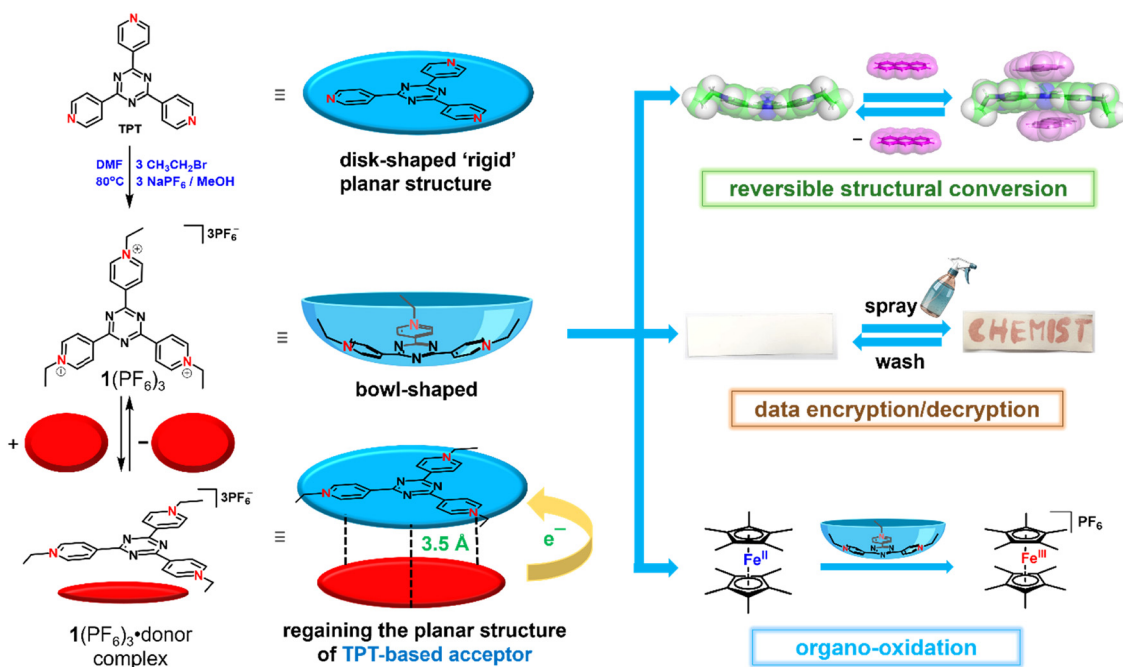 N
N N
N
N N
TPT
DMF 3 CH₃CH₂Br
80ºC 3 NaPF₆ / MeOH
≡
N
N N
N
N
N
disk-shaped 'rigid'
planar structure
−
reversible structural conversion
3PF₆⁻
N⊕
N N
N
N⊕ N⊕
1(PF₆)₃
≡
N
N N
N N N
bowl-shaped
spray
wash
CHEMIST
data encryption/decryption
+ −
3PF₆⁻
N
N N
N
N
N
1(PF₆)₃•donor
complex
≡
N
N N
N
N
N
3.5 Å
e⁻
regaining the planar structure
of TPT-based acceptor
Feᴵᴵ
Feᴵᴵᴵ
PF₆
organo-oxidation